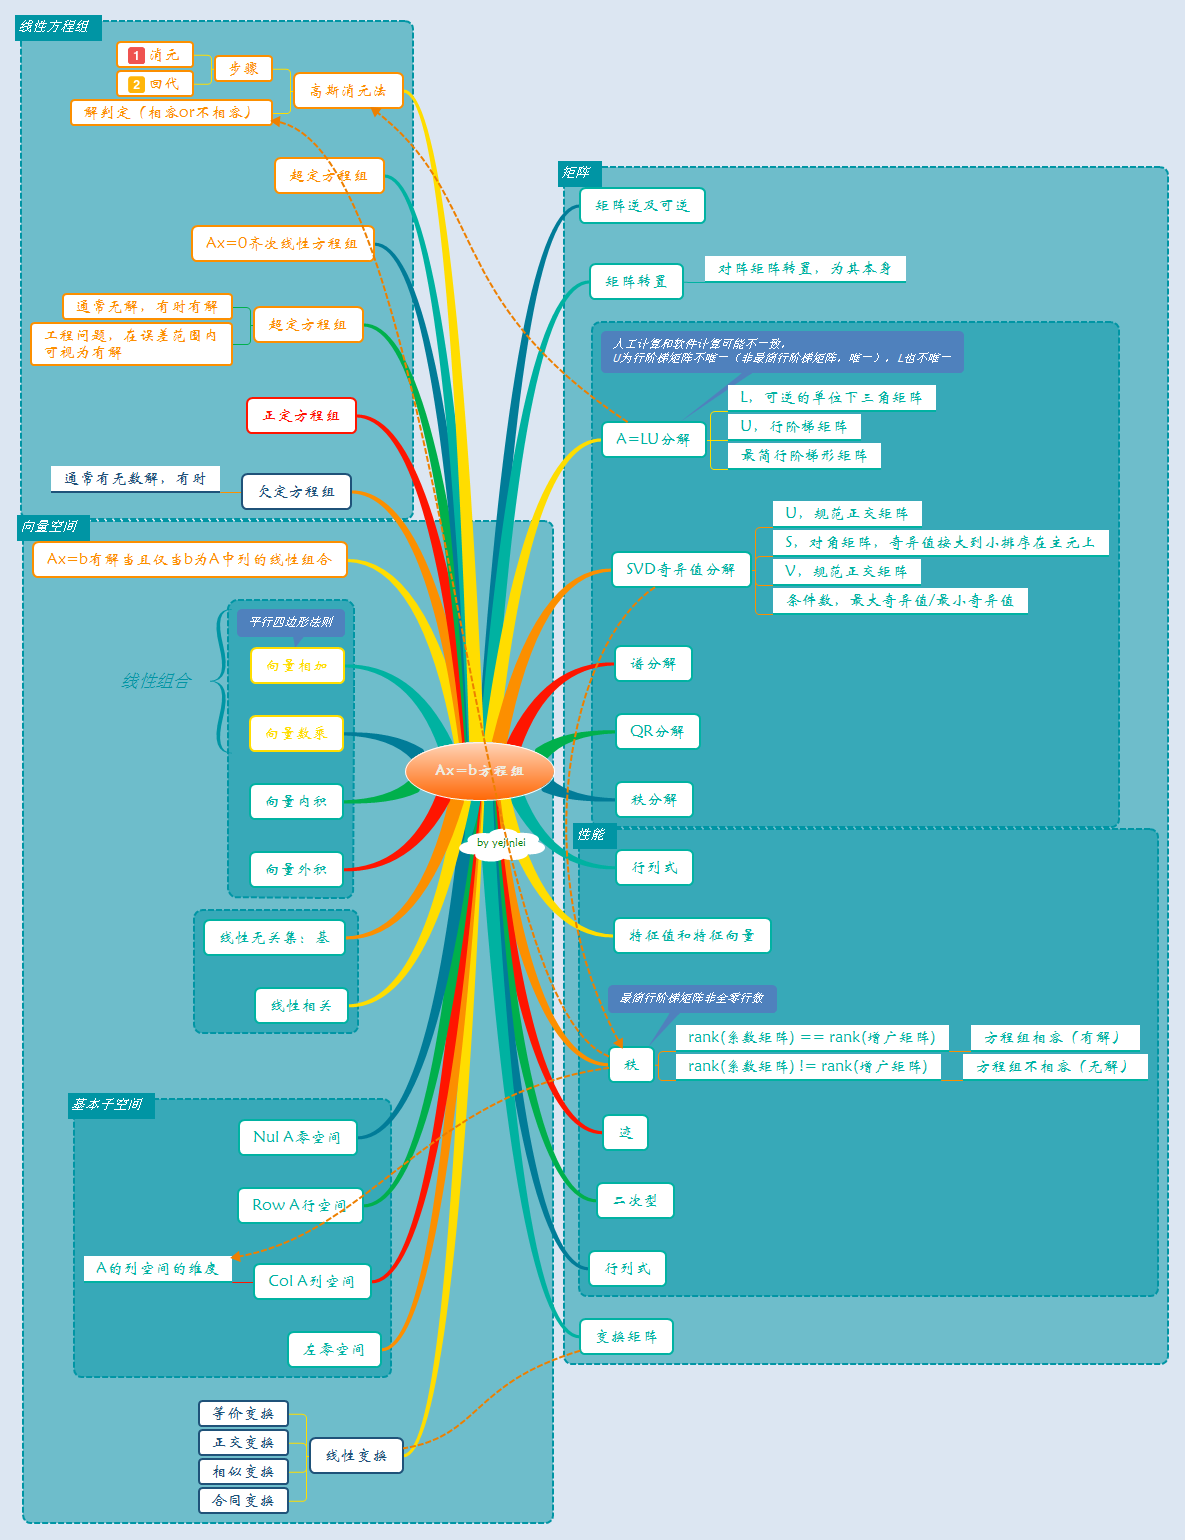 线性方程组
1 消元
2 回代
步骤
解判定（相容or不相容）
高斯消元法
超定方程组
Ax=0齐次线性方程组
通常无解，有时有解
工程问题，在误差范围内
可视为有解
超定方程组
正定方程组
通常有无数解，有时
欠定方程组
向量空间
Ax=b有解当且仅当b为A中列的线性组合
平行四边形法则
向量相加
线性组合
向量数乘
向量内积
向量外积
线性无关集：基
线性相关
基本子空间
Nul A零空间
Row A行空间
A的列空间的维度
Col A列空间
左零空间
等价变换
正交变换
相似变换
合同变换
线性变换
Ax=b方程组
by yejinlei
矩阵
矩阵逆及可逆
矩阵转置
对阵矩阵转置，为其本身
人工计算和软件计算可能不一致，
U为行阶梯矩阵不唯一（非最简行阶梯矩阵，唯一），L也不唯一
A=LU分解
L，可逆的单位下三角矩阵
U，行阶梯矩阵
最简行阶梯形矩阵
SVD奇异值分解
U，规范正交矩阵
S，对角矩阵，奇异值按大到小排序在主元上
V，规范正交矩阵
条件数，最大奇异值/最小奇异值
谱分解
QR分解
秩分解
性能
行列式
特征值和特征向量
最简行阶梯矩阵非全零行数
秩
rank(系数矩阵) == rank(增广矩阵)
方程组相容（有解）
rank(系数矩阵) != rank(增广矩阵)
方程组不相容（无解）
迹
二次型
行列式
变换矩阵